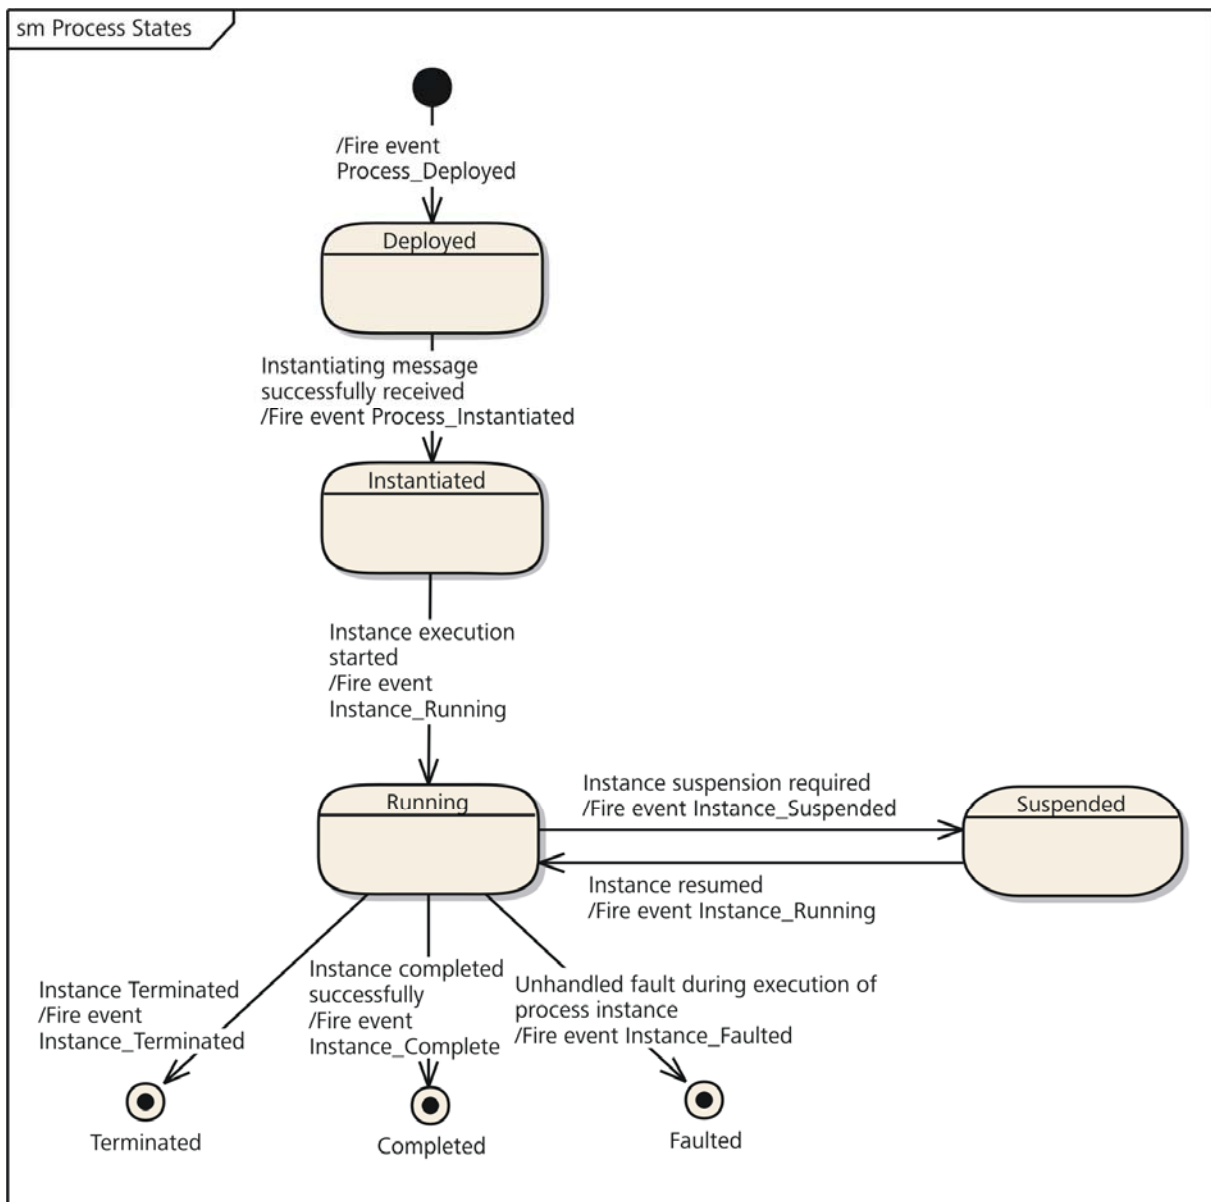 sm Process States
/Fire event
Process_Deployed
Deployed
Instantiating message
successfully received
/Fire event Process_Instantiated
Instantiated
Instance execution
started
/Fire event
Instance_Running
Running
Instance suspension required
/Fire event Instance_Suspended
Suspended
Instance resumed
/Fire event Instance_Running
Instance Terminated
/Fire event
Instance_Terminated
Instance completed
successfully
/Fire event
Instance_Complete
Unhandled fault during execution of
process instance
/Fire event Instance_Faulted
Terminated
Completed
Faulted